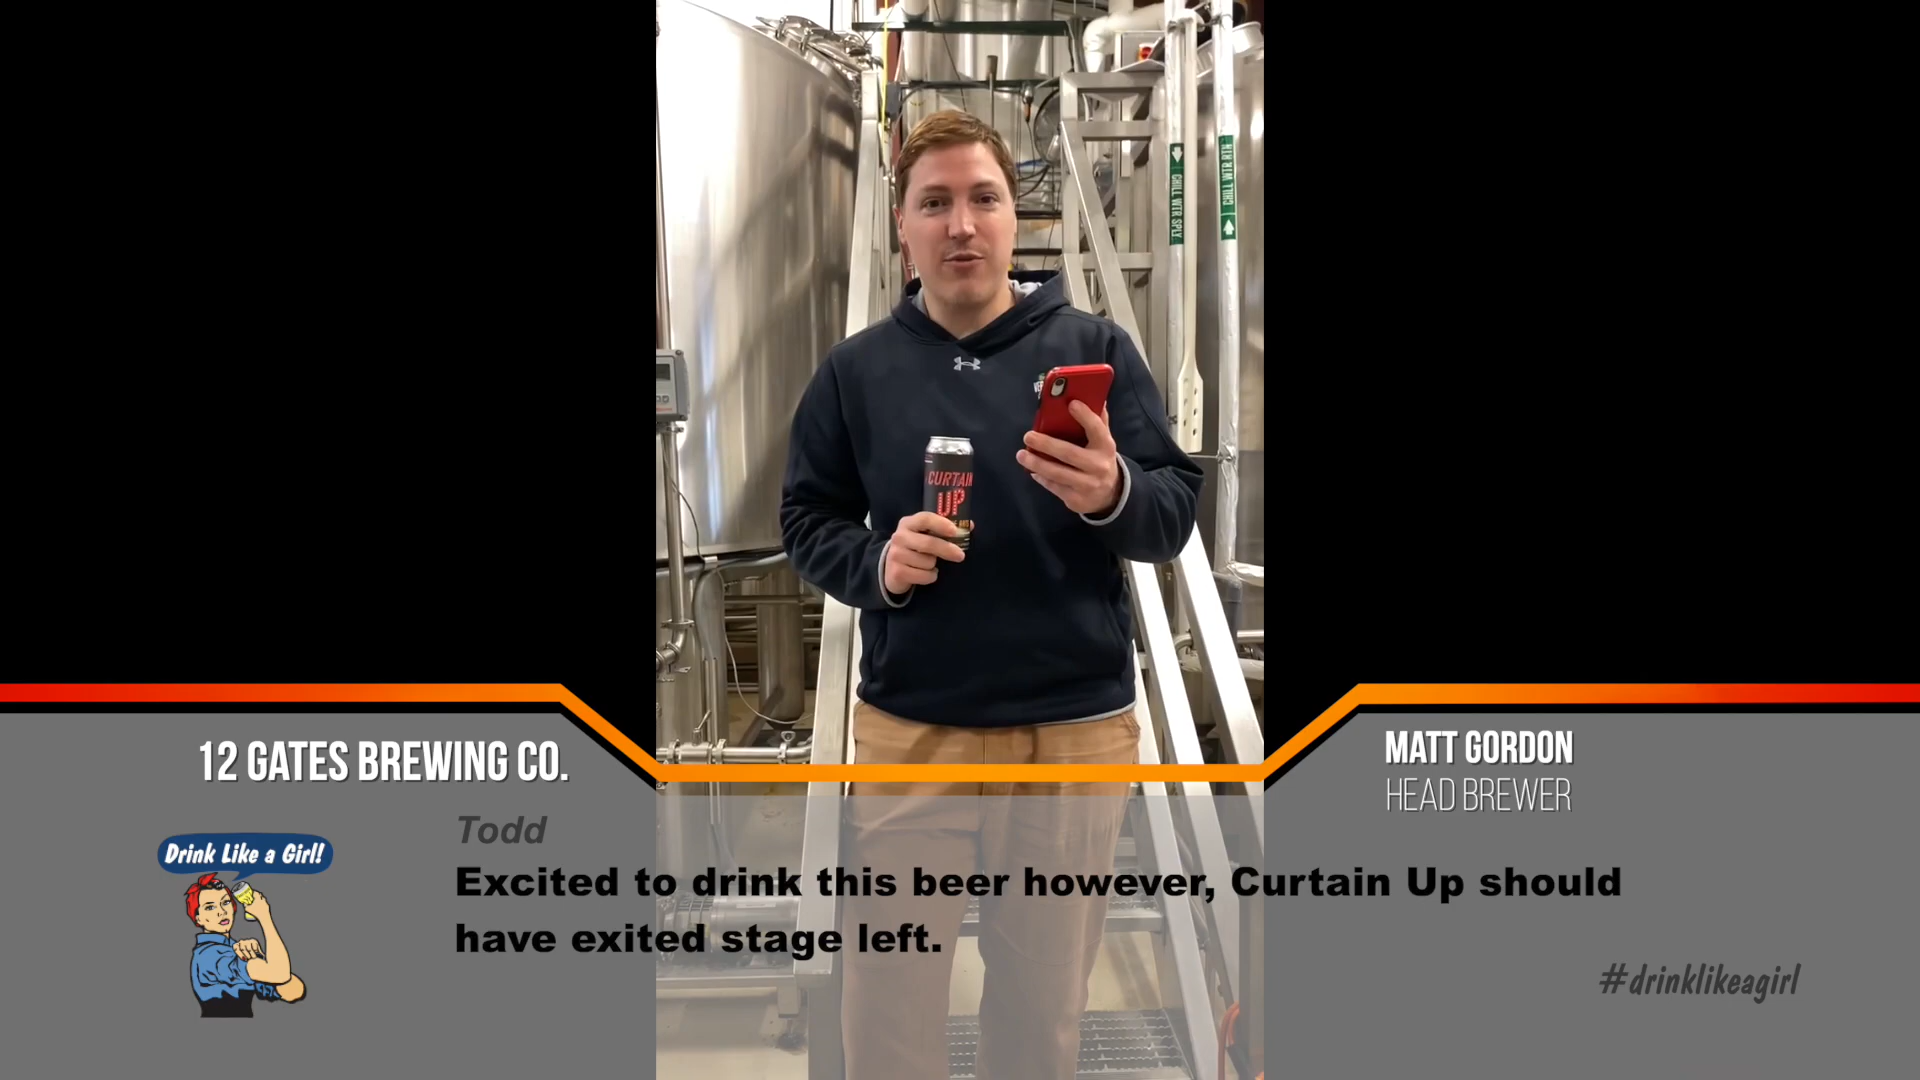 CHILL WTR SPLY
CHILL WTR RTN
CURTAIN
UP
12 GATES BREWING CO.
MATT GORDON
HEAD BREWER
Drink Like a Girl!
Todd
Excited to drink this beer however, Curtain Up should
have exited stage left.
#drinklikeagirl